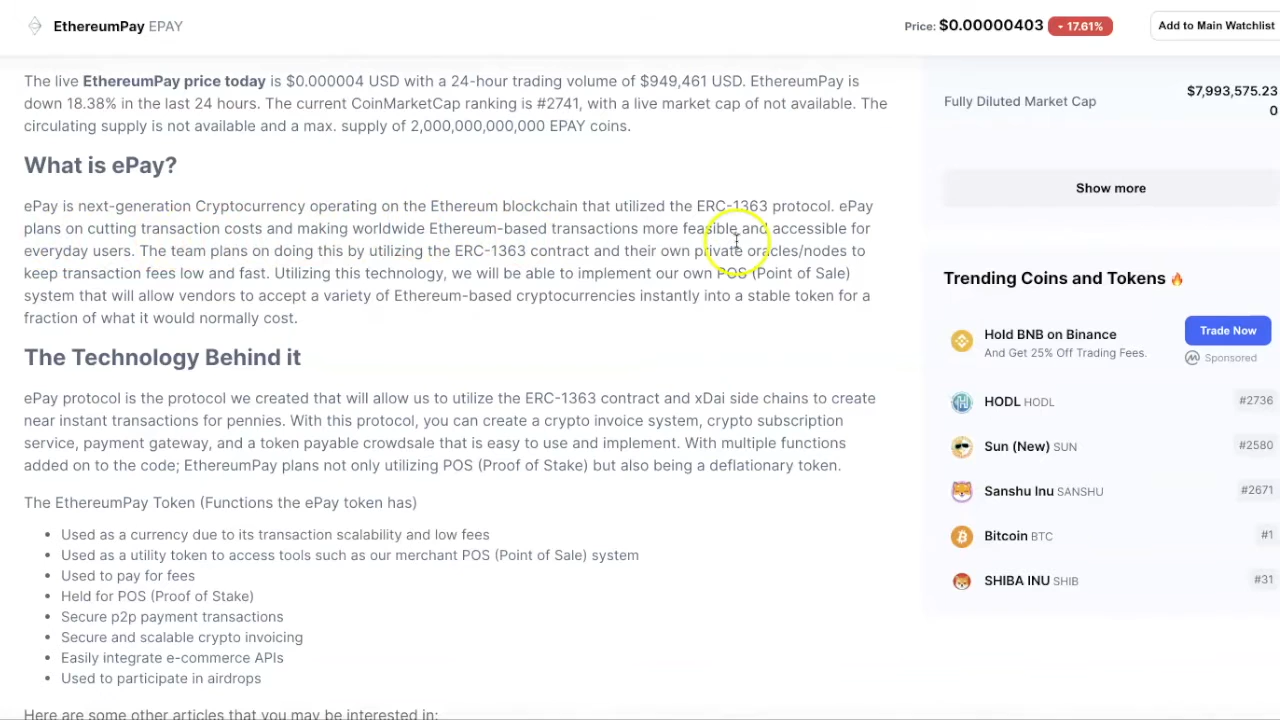 EthereumPay EPAY
Price: $0.00000403 17.61%
Add to Main Watchlist
The live EthereumPay price today is $0.000004 USD with a 24-hour trading volume of $949,461 USD. EthereumPay is
down 18.38% in the last 24 hours. The current CoinMarketCap ranking is #2741, with a live market cap of not available. The
circulating supply is not available and a max. supply of 2,000,000,000,000 EPAY coins.
What is ePay?
ePay is next-generation Cryptocurrency operating on the Ethereum blockchain that utilized the ERC-1363 protocol. ePay
plans on cutting transaction costs and making worldwide Ethereum-based transactions more feasible and accessible for
everyday users. The team plans on doing this by utilizing the ERC-1363 contract and their own private oracles/nodes to
keep transaction fees low and fast. Utilizing this technology, we will be able to implement our own POS (Point of Sale)
system that will allow vendors to accept a variety of Ethereum-based cryptocurrencies instantly into a stable token for a
fraction of what it would normally cost.
The Technology Behind it
ePay protocol is the protocol we created that will allow us to utilize the ERC-1363 contract and xDai side chains to create
near instant transactions for pennies. With this protocol, you can create a crypto invoice system, crypto subscription
service, payment gateway, and a token payable crowdsale that is easy to use and implement. With multiple functions
added on to the code; EthereumPay plans not only utilizing POS (Proof of Stake) but also being a deflationary token.
The EthereumPay Token (Functions the ePay token has)
• Used as a currency due to its transaction scalability and low fees
• Used as a utility token to access tools such as our merchant POS (Point of Sale) system
• Used to pay for fees
• Held for POS (Proof of Stake)
• Secure p2p payment transactions
• Secure and scalable crypto invoicing
• Easily integrate e-commerce APIs
• Used to participate in airdrops
Here are some other articles that you may be interested in:
Fully Diluted Market Cap
$7,993,575.23
0
Show more
Trending Coins and Tokens 🔥
Hold BNB on Binance
And Get 25% Off Trading Fees.
Trade Now
Sponsored
HODL HODL #2736
Sun (New) SUN #2580
Sanshu Inu SANSHU #2671
Bitcoin BTC #1
SHIBA INU SHIB #31